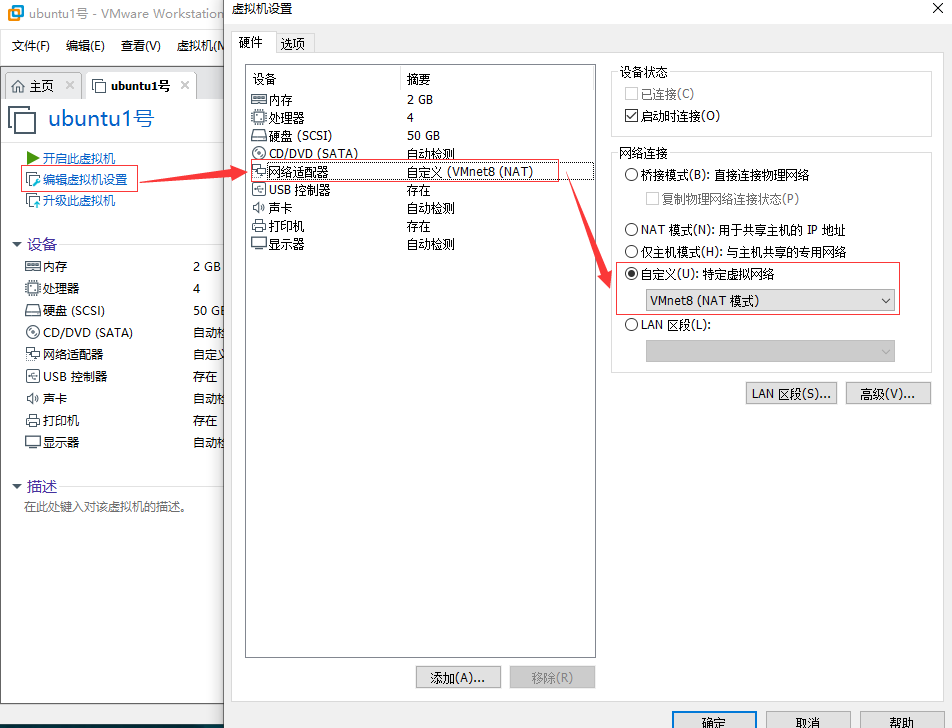 ubuntu1号 - VMware Workstation
文件(F) 编辑(E) 查看(V) 虚拟机(M
主页 ubuntu1号
ubuntu1号
开启此虚拟机
编辑虚拟机设置
升级此虚拟机
设备
内存 2 GB
处理器 4
硬盘 (SCSI) 50 GB
CD/DVD (SATA) 自动检
网络适配器 自定义
USB 控制器 存在
声卡 自动检
打印机 存在
显示器 自动检
描述
在此处键入对该虚拟机的描述。
虚拟机设置
硬件 选项
设备 摘要
内存 2 GB
处理器 4
硬盘 (SCSI) 50 GB
CD/DVD (SATA) 自动检测
网络适配器 自定义 (VMnet8 (NAT)
USB 控制器 存在
声卡 自动检测
打印机 存在
显示器 自动检测
添加(A)... 移除(R)
设备状态
已连接(C)
启动时连接(O)
网络连接
桥接模式(B): 直接连接物理网络
复制物理网络连接状态(P)
NAT 模式(N): 用于共享主机的 IP 地址
仅主机模式(H): 与主机共享的专用网络
自定义(U): 特定虚拟网络
VMnet8 (NAT 模式)
LAN 区段(L):
LAN 区段(S)... 高级(V)...
确定 取消 帮助